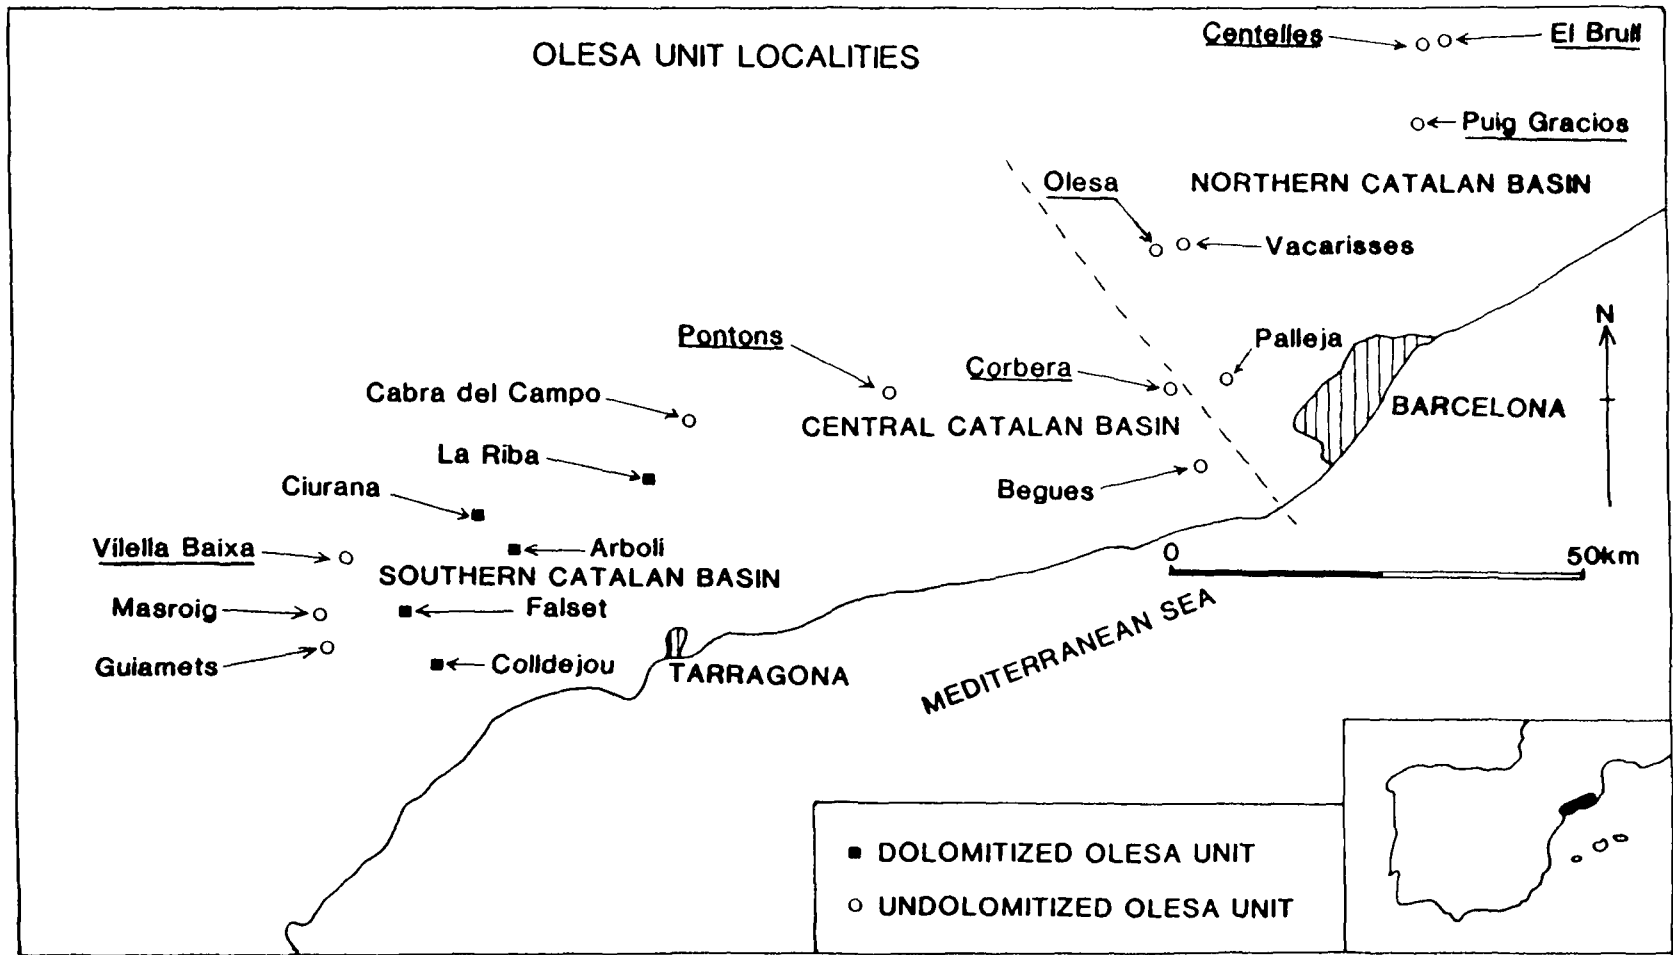 OLESA UNIT LOCALITIES
Centelles
El Brull
Puig Gracios
Olesa
NORTHERN CATALAN BASIN
Vacarisses
N
Pontons
Palleja
Corbera
Cabra del Campo
BARCELONA
CENTRAL CATALAN BASIN
La Riba
Ciurana
Begues
Vilella Baixa
Arboli
0
50km
SOUTHERN CATALAN BASIN
Masroig
Falset
MEDITERRANEAN SEA
Guiamets
Colldejou
TARRAGONA
DOLOMITIZED OLESA UNIT
UNDOLOMITIZED OLESA UNIT